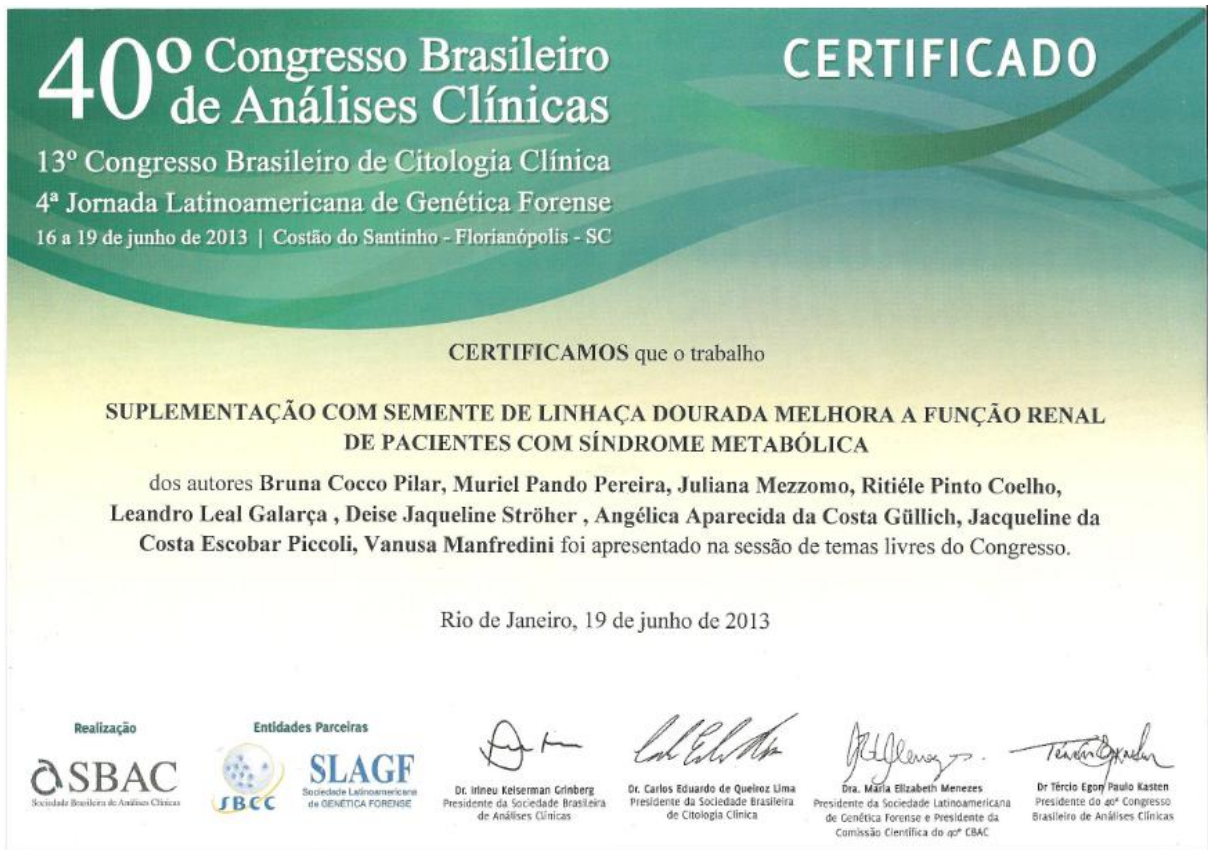 40º Congresso Brasileiro
de Análises Clínicas
CERTIFICADO
13º Congresso Brasileiro de Citologia Clínica
4ª Jornada Latinoamericana de Genética Forense
16 a 19 de junho de 2013 | Costão do Santinho - Florianópolis - SC
CERTIFICAMOS que o trabalho
SUPLEMENTAÇÃO COM SEMENTE DE LINHAÇA DOURADA MELHORA A FUNÇÃO RENAL
DE PACIENTES COM SÍNDROME METABÓLICA
dos autores Bruna Cocco Pilar, Muriel Pando Pereira, Juliana Mezzomo, Ritiéle Pinto Coelho,
Leandro Leal Galarça , Deise Jaqueline Ströher , Angélica Aparecida da Costa Güllich, Jacqueline da
Costa Escobar Piccoli, Vanusa Manfredini foi apresentado na sessão de temas livres do Congresso.
Rio de Janeiro, 19 de junho de 2013
Realização
SBAC
Sociedade Brasileira de Análises Clínicas
Entidades Parceiras
SBCC
SLAGF
Sociedade Latinoamericana
de GENÉTICA FORENSE
Dr. Irineu Keiserman Grinberg
Presidente da Sociedade Brasileira
de Análises Clínicas
Dr. Carlos Eduardo de Queiroz Lima
Presidente da Sociedade Brasileira
de Citologia Clínica
Dra. Maria Elizabeth Menezes
Presidente da Sociedade Latinoamericana
de Genética Forense e Presidente da
Comissão Científica do 40º CBAC
Dr Tércio Egon Paulo Kasten
Presidente do 40º Congresso
Brasileiro de Análises Clínicas